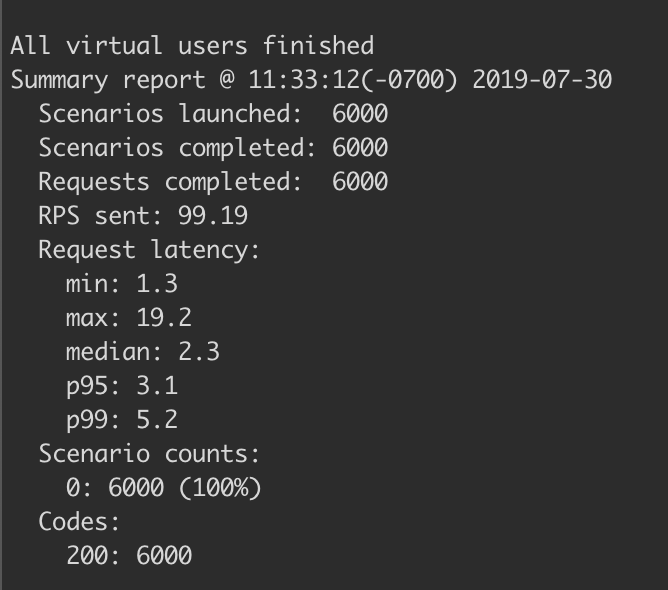 All virtual users finished
Summary report @ 11:33:12(-0700) 2019-07-30
  Scenarios launched:  6000
  Scenarios completed: 6000
  Requests completed:  6000
  RPS sent: 99.19
  Request latency:
    min: 1.3
    max: 19.2
    median: 2.3
    p95: 3.1
    p99: 5.2
  Scenario counts:
    0: 6000 (100%)
  Codes:
    200: 6000